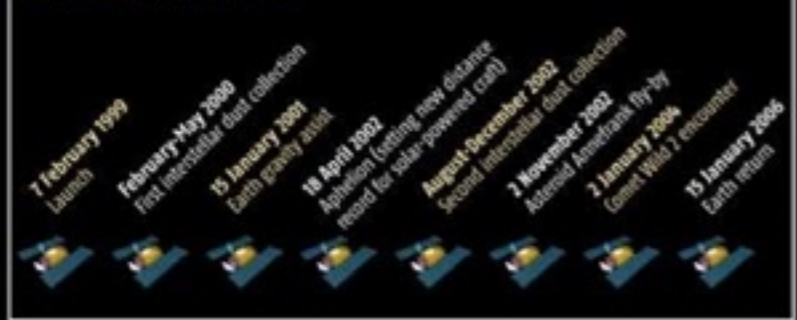 7 February 1999
Launch
February-May 2000
First interstellar dust collection
15 January 2001
Earth gravity assist
18 April 2002
Aphelion (setting new distance
record for solar-powered craft)
August-December 2002
Second interstellar dust collection
2 November 2002
Asteroid Annefrank fly-by
2 January 2004
Comet Wild 2 encounter
15 January 2006
Earth return